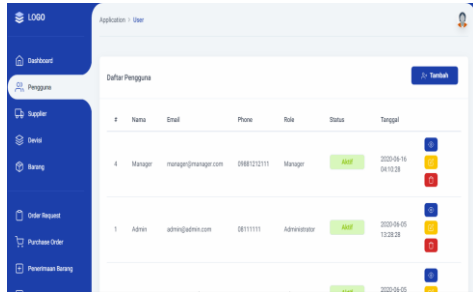 LOGO
Application > User
Dashboard
Pengguna
Supplier
Devisi
Barang
Order Request
Purchase Order
Penerimaan Barang
Daftar Pengguna
Tambah
# Nama Email Phone Role Status Tanggal
4 Manager manager@manager.com 09881212111 Manager Aktif 2020-06-16
04:10:28
1 Admin admin@admin.com 08111111 Administrator Aktif 2020-06-05
13:28:28
Aktif 2020-06-05